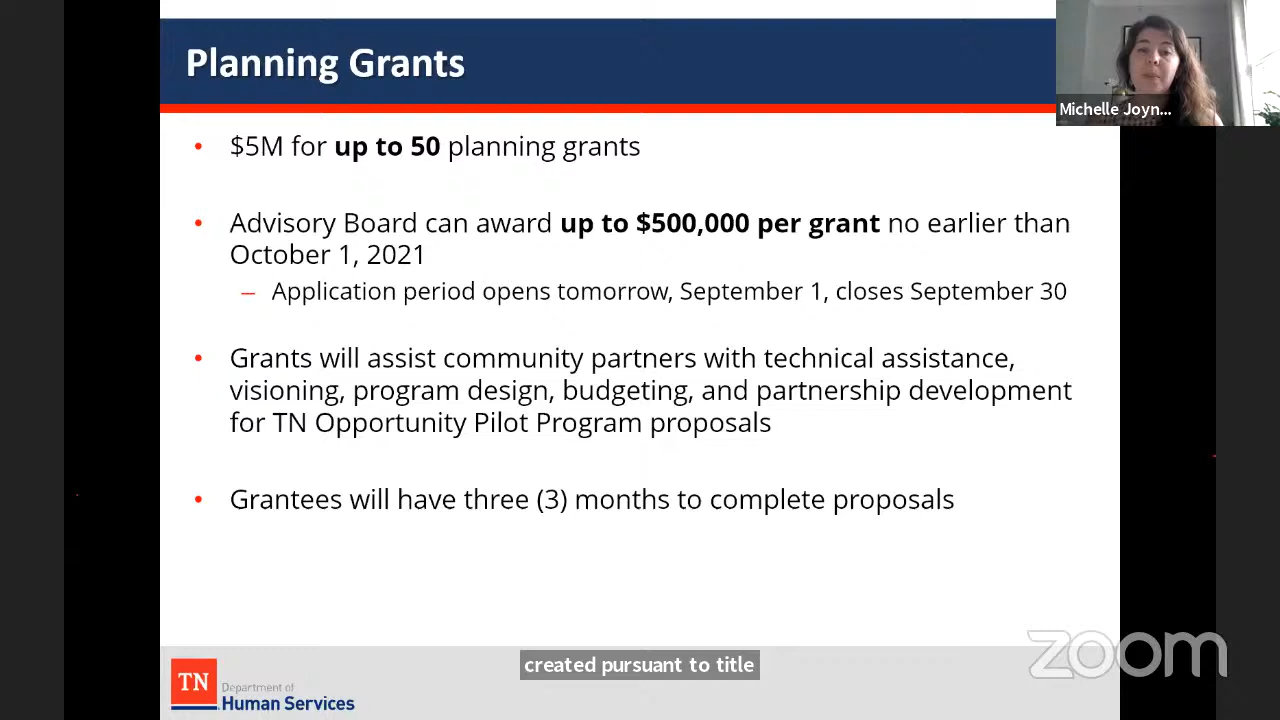 Planning Grants
Michelle Joyn...
• $5M for up to 50 planning grants
• Advisory Board can award up to $500,000 per grant no earlier than
October 1, 2021
– Application period opens tomorrow, September 1, closes September 30
• Grants will assist community partners with technical assistance,
visioning, program design, budgeting, and partnership development
for TN Opportunity Pilot Program proposals
• Grantees will have three (3) months to complete proposals
created pursuant to title
zoom
TN
Department of
Human Services